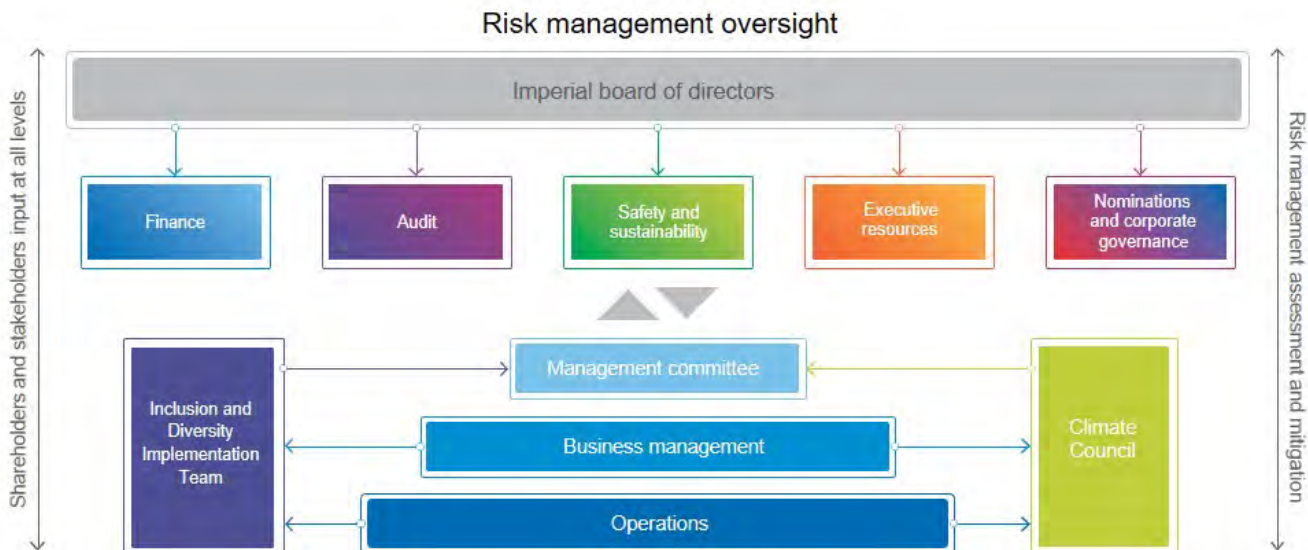 Risk management oversight
Shareholders and stakeholders input at all levels
Imperial board of directors
Risk management assessment and mitigation
Finance
Audit
Safety and
sustainability
Executive
resources
Nominations
and corporate
governance
Management committee
Inclusion and
Diversity
Implementation
Team
Business management
Climate
Council
Operations